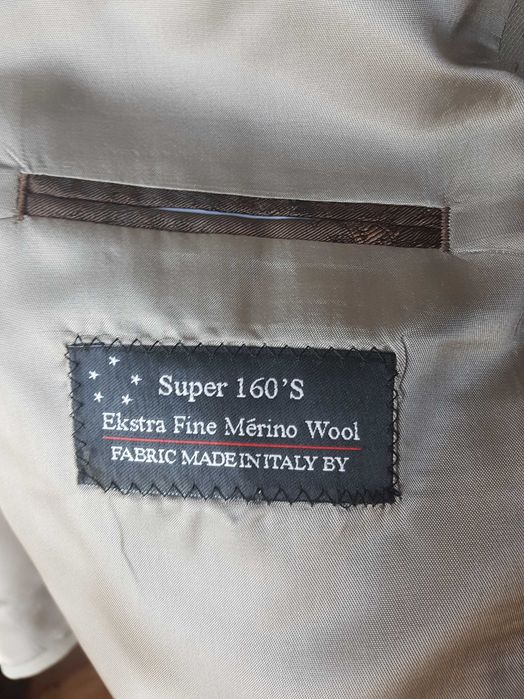 Super 160'S
Ekstra Fine Mérino Wool
FABRIC MADE IN ITALY BY